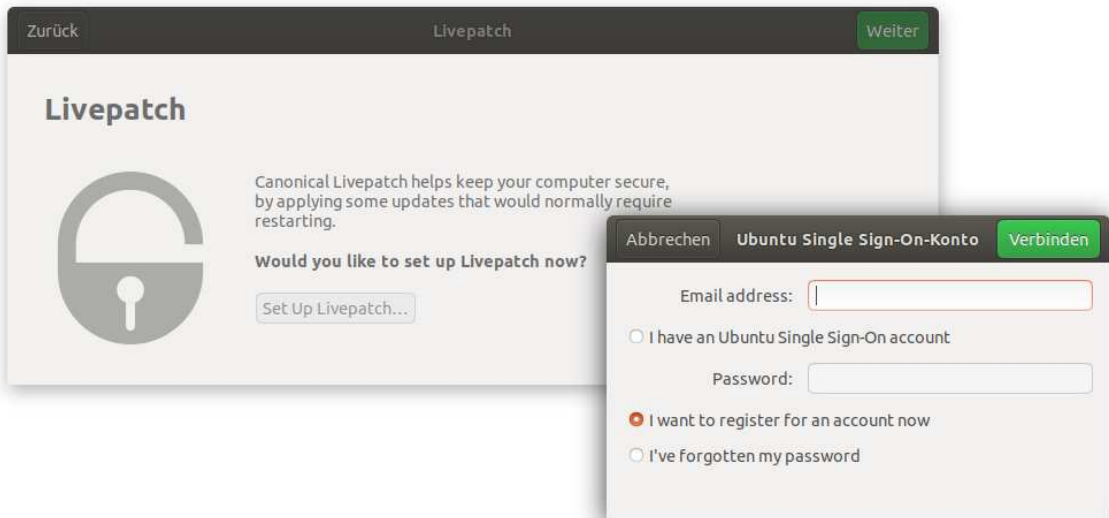 Zurück
Livepatch
Weiter
Livepatch
Canonical Livepatch helps keep your computer secure,
by applying some updates that would normally require
restarting.
Would you like to set up Livepatch now?
Set Up Livepatch...
Abbrechen
Ubuntu Single Sign-On-Konto
Verbinden
Email address:
I have an Ubuntu Single Sign-On account
Password:
I want to register for an account now
I've forgotten my password